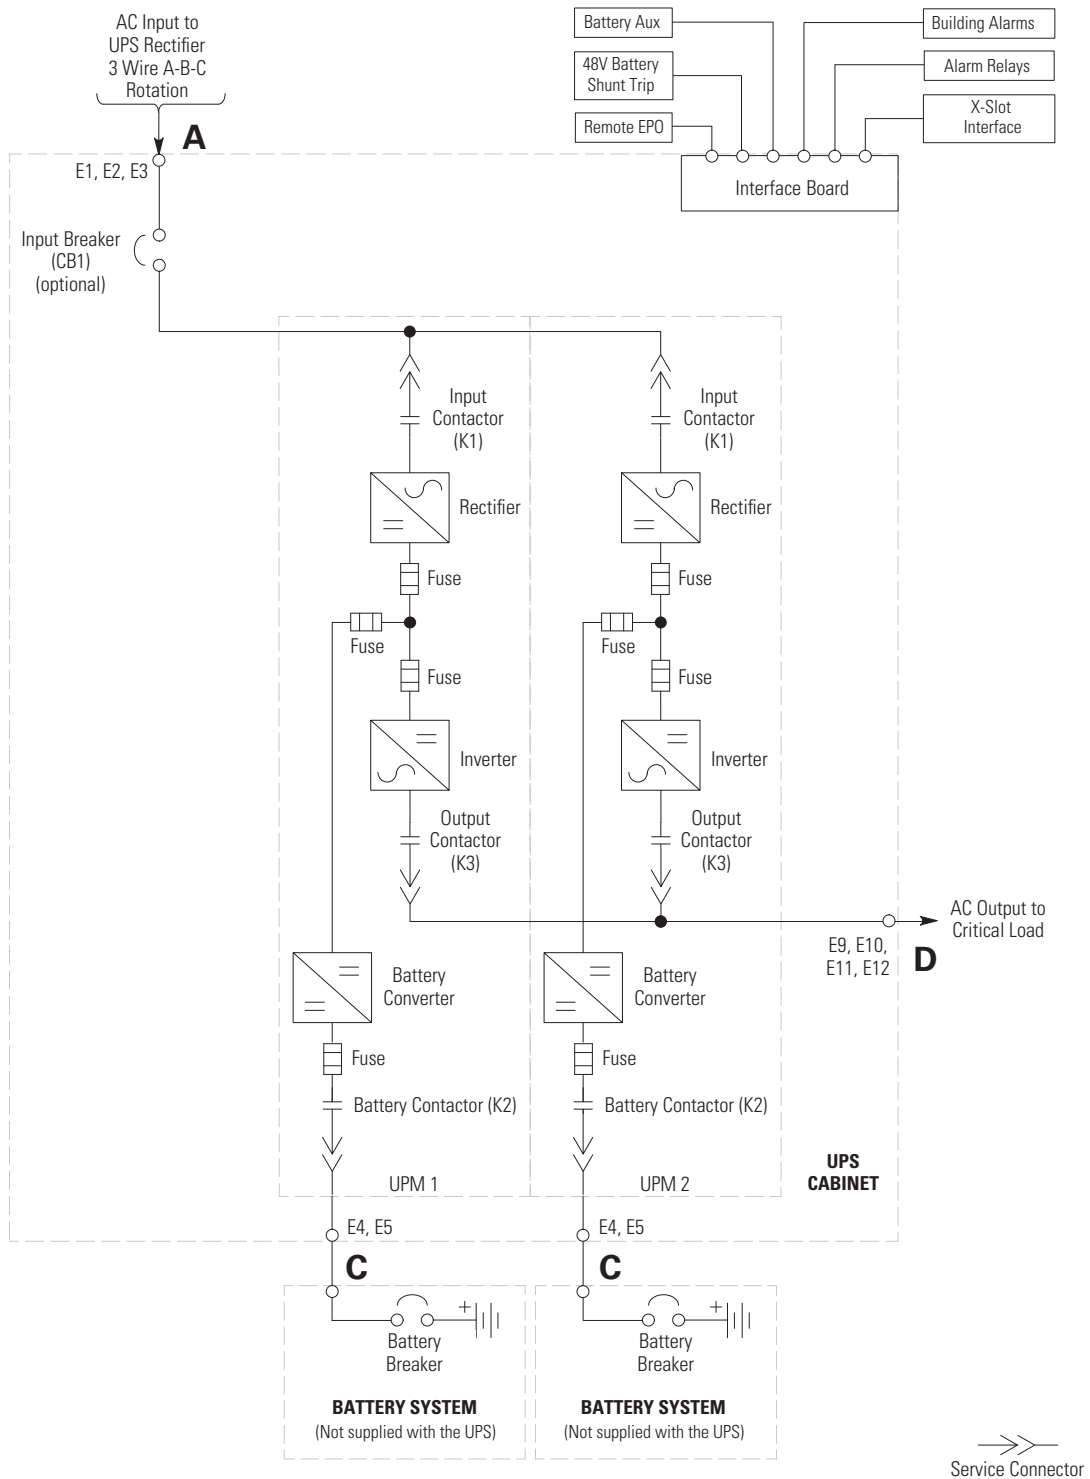 AC Input to
UPS Rectifier
3 Wire A-B-C
Rotation
A
E1, E2, E3
Input Breaker
(CB1)
(optional)
Battery Aux
48V Battery
Shunt Trip
Remote EPO
Building Alarms
Alarm Relays
X-Slot
Interface
Interface Board
Input
Contactor
(K1)
Input
Contactor
(K1)
Rectifier
Rectifier
Fuse
Fuse
Fuse
Fuse
Fuse
Fuse
Inverter
Inverter
Output
Contactor
(K3)
Output
Contactor
(K3)
AC Output to
Critical Load
E9, E10,
E11, E12
D
Battery
Converter
Battery
Converter
Fuse
Fuse
Battery Contactor (K2)
Battery Contactor (K2)
UPM 1
UPM 2
UPS
CABINET
E4, E5
E4, E5
C
C
+
+
Battery
Breaker
Battery
Breaker
BATTERY SYSTEM
(Not supplied with the UPS)
BATTERY SYSTEM
(Not supplied with the UPS)
Service Connector